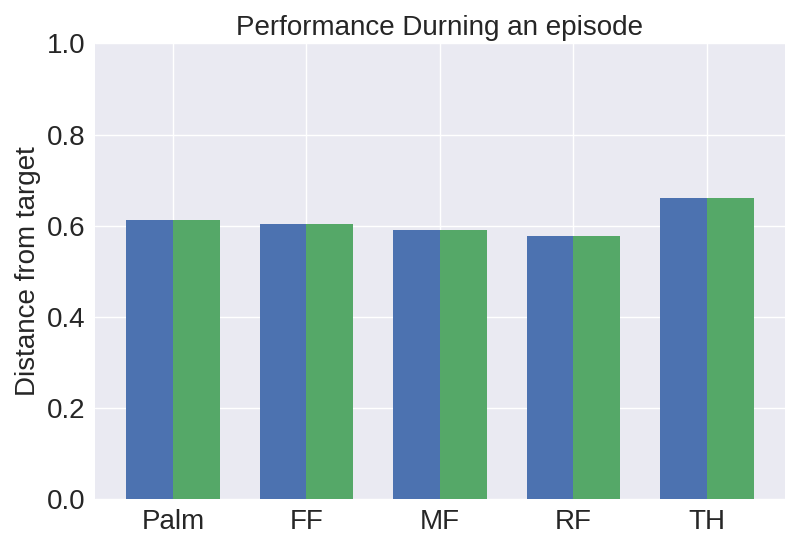 Performance Durning an episode
Distance from target
1.0
0.8
0.6
0.4
0.2
0.0
Palm FF MF RF TH